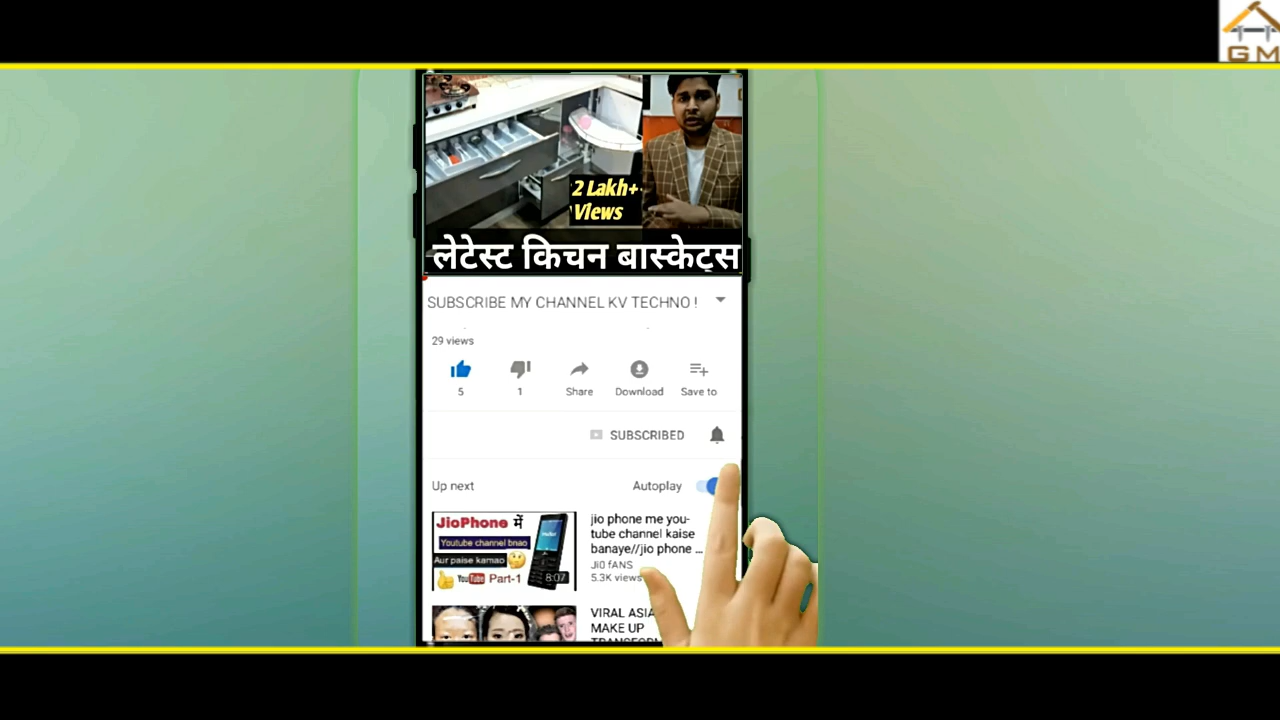 GM
2 Lakh+
Views
लेटेस्ट किचन बास्केट्स
SUBSCRIBE MY CHANNEL KV TECHNO !
29 views
5
1
Share
Download
Save to
SUBSCRIBED
Up next
Autoplay
JioPhone में
Youtube channel bnao
Aur paise kamao
YouTube Part-1
8:07
jio phone me you-
tube channel kaise
banaye//jio phone ...
JiO fANS
5.3K views
VIRAL ASIA
MAKE UP